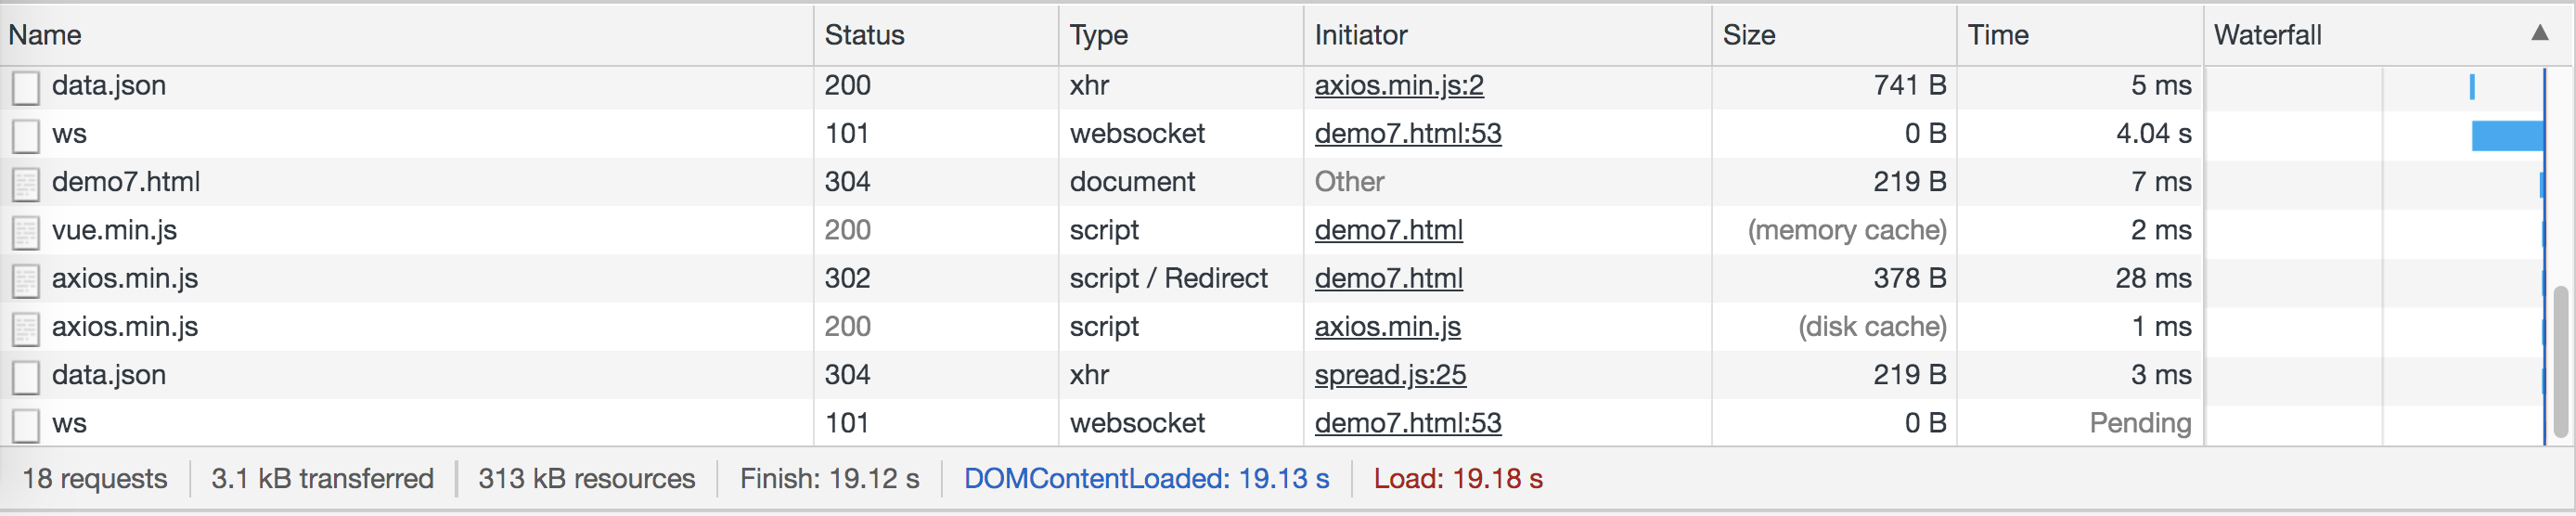 Name Status Type Initiator Size Time Waterfall ▲
data.json 200 xhr axios.min.js:2 741 B 5 ms
ws 101 websocket demo7.html:53 0 B 4.04 s
demo7.html 304 document Other 219 B 7 ms
vue.min.js 200 script demo7.html (memory cache) 2 ms
axios.min.js 302 script / Redirect demo7.html 378 B 28 ms
axios.min.js 200 script axios.min.js (disk cache) 1 ms
data.json 304 xhr spread.js:25 219 B 3 ms
ws 101 websocket demo7.html:53 0 B Pending
18 requests 3.1 kB transferred 313 kB resources Finish: 19.12 s DOMContentLoaded: 19.13 s Load: 19.18 s